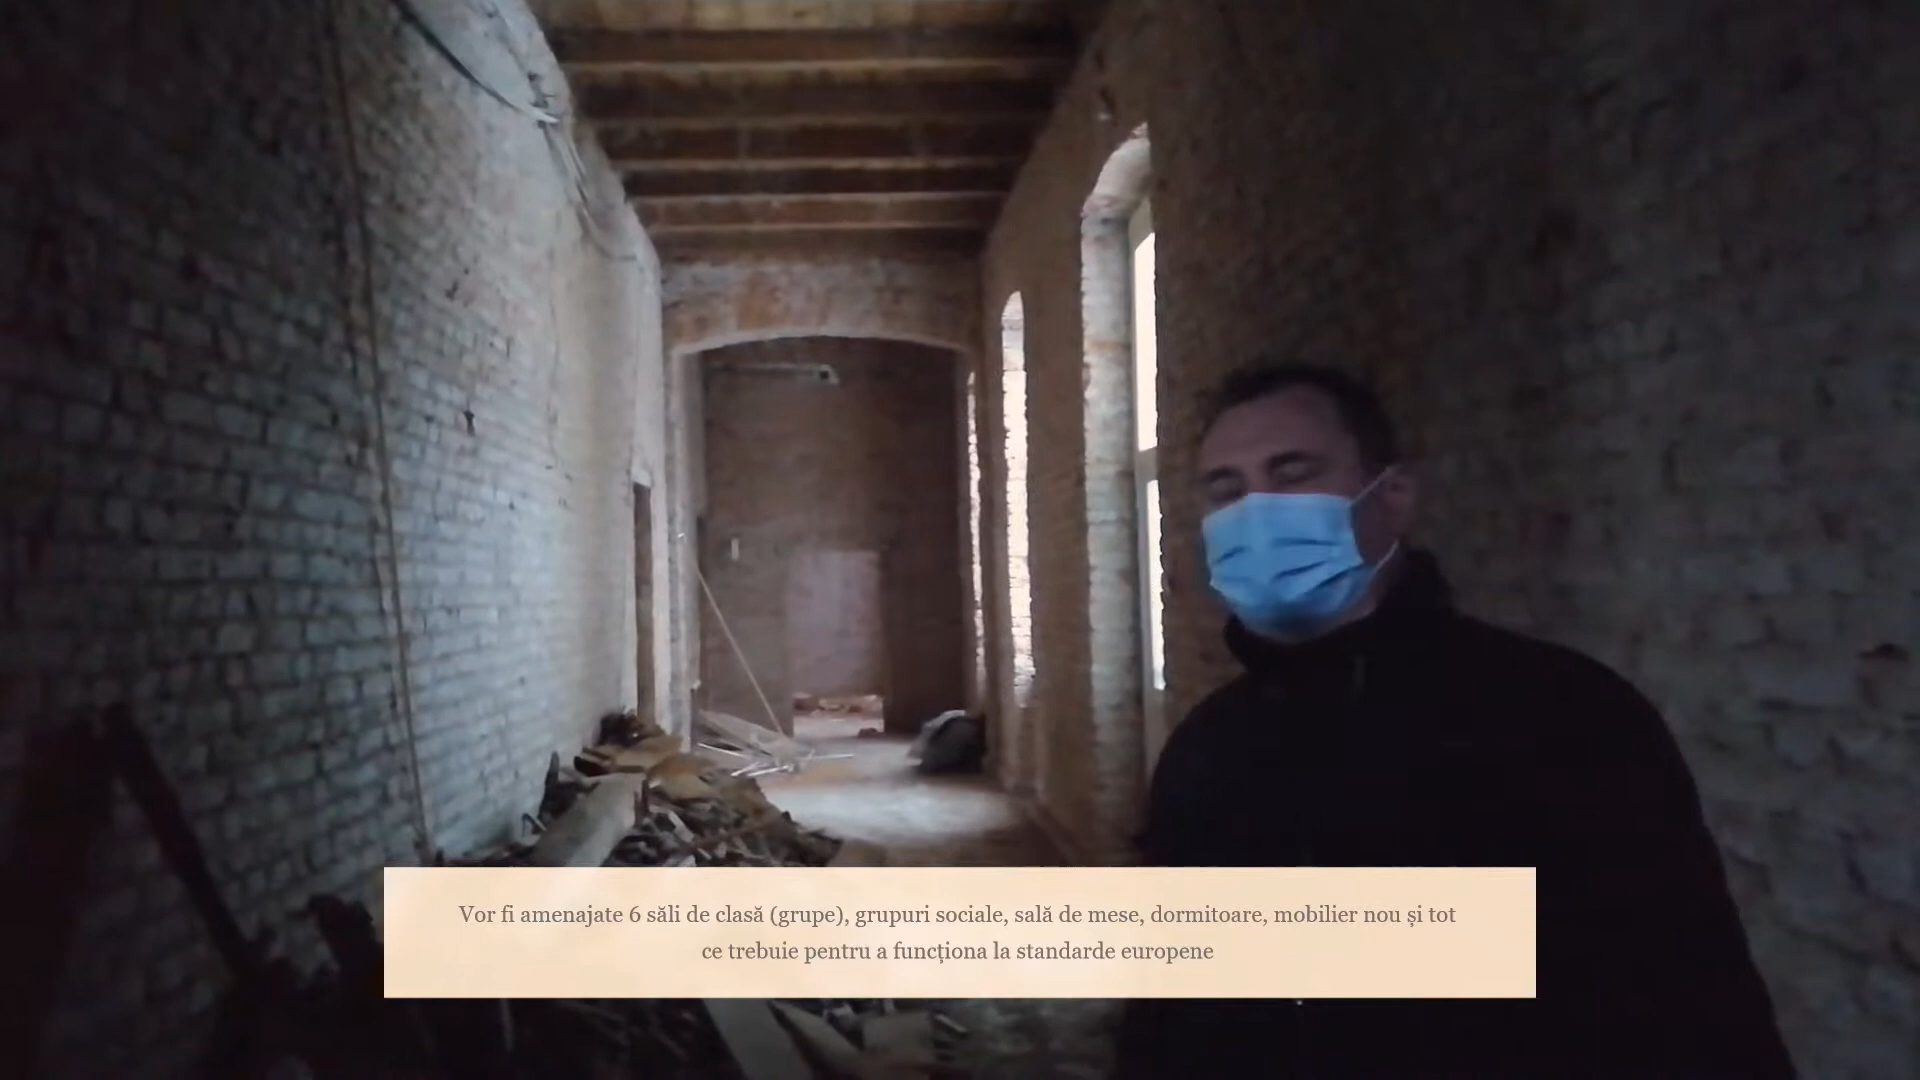 Vor fi amenajate 6 săli de clasă (grupe), grupuri sociale, sală de mese, dormitoare, mobilier nou și tot
ce trebuie pentru a funcționa la standarde europene